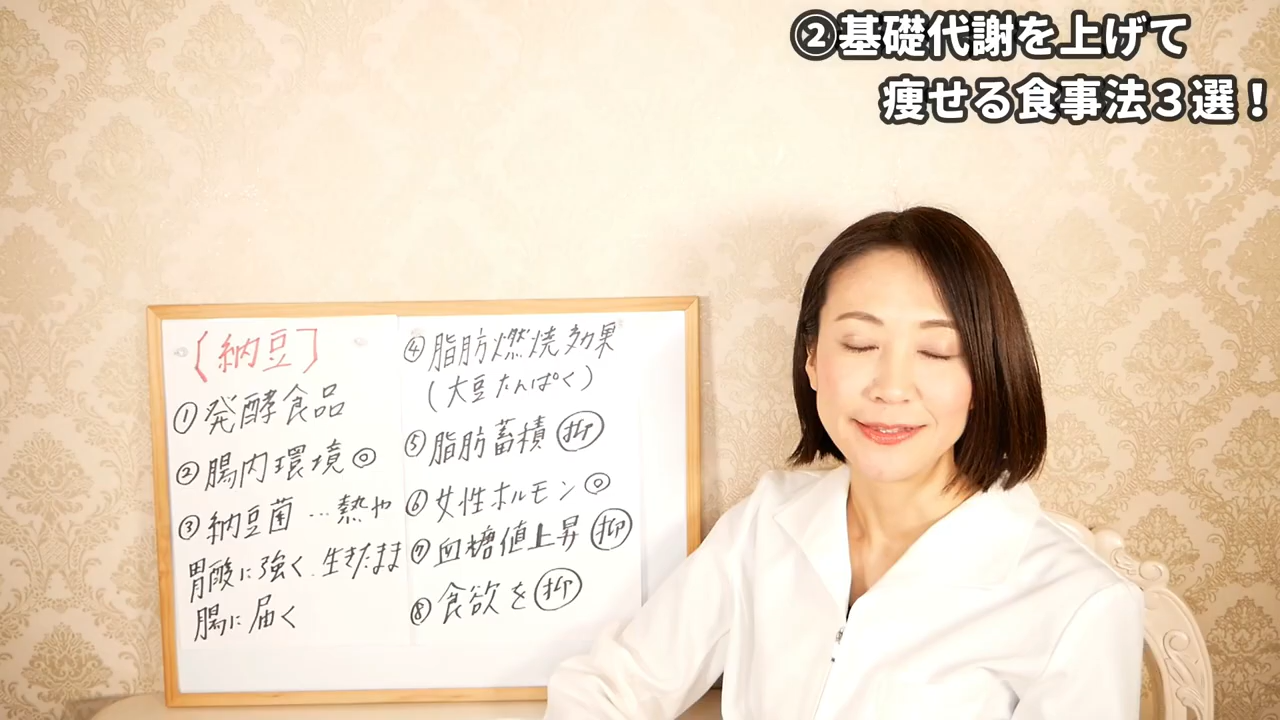 ②基礎代謝を上げて
痩せる食事法３選！
〔納豆〕
①発酵食品
②腸内環境◎
③納豆菌…熱や
胃酸に強く生きたまま
腸に届く
④脂肪燃焼効果
(大豆たんぱく)
⑤脂肪蓄積㊞
⑥女性ホルモン◎
⑦血糖値上昇抑
⑧食欲を抑